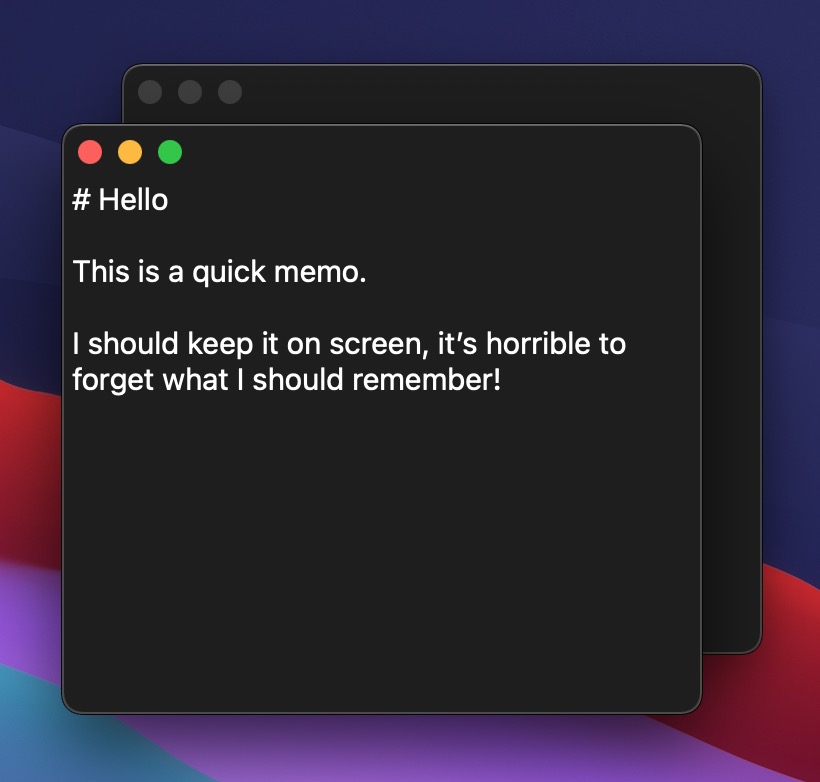 # Hello
This is a quick memo.
I should keep it on screen, it’s horrible to
forget what I should remember!